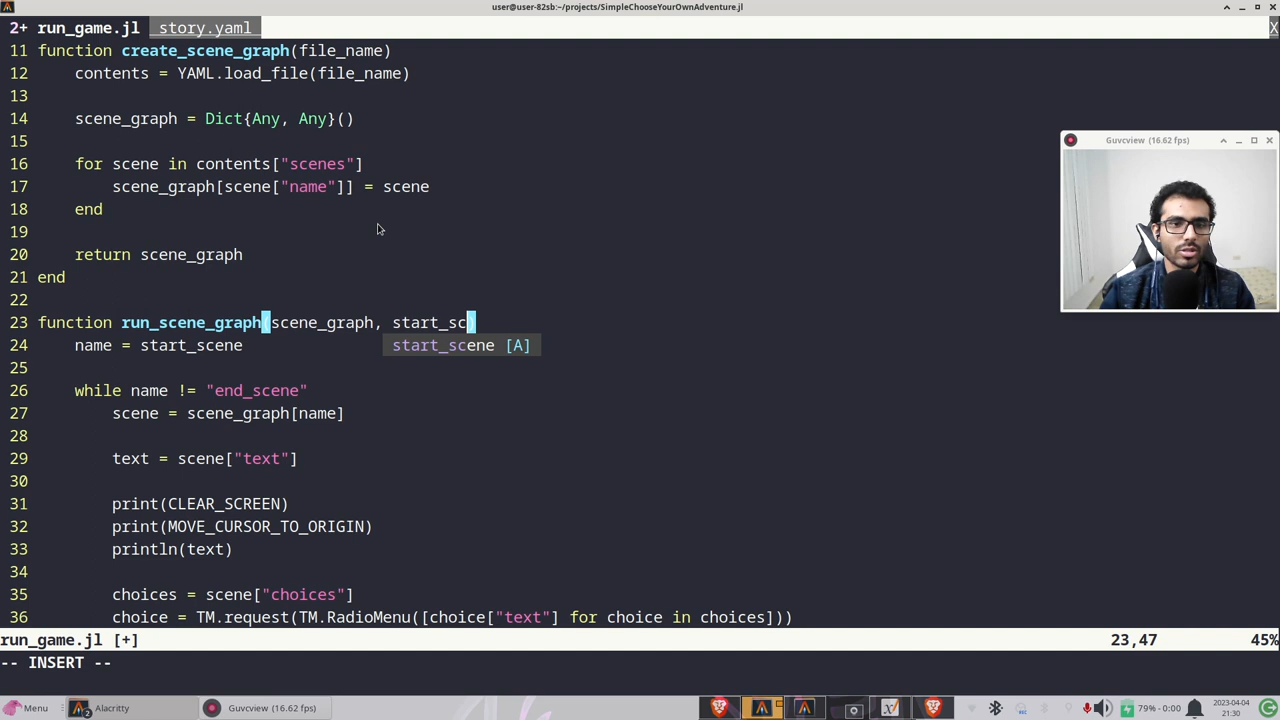 user@user-82sb:~/projects/SimpleChooseYourOwnAdventure.jl
2+ run_game.jl story.yaml X
11 function create_scene_graph(file_name)
12 contents = YAML.load_file(file_name)
13
14 scene_graph = Dict{Any, Any}()
15
16 for scene in contents["scenes"]
17 scene_graph[scene["name"]] = scene
18 end
19
20 return scene_graph
21 end
22
23 function run_scene_graph(scene_graph, start_sc)
start_scene [A]
24 name = start_scene
25
26 while name != "end_scene"
27 scene = scene_graph[name]
28
29 text = scene["text"]
30
31 print(CLEAR_SCREEN)
32 print(MOVE_CURSOR_TO_ORIGIN)
33 println(text)
34
35 choices = scene["choices"]
36 choice = TM.request(TM.RadioMenu([choice["text"] for choice in choices]))
run_game.jl [+] 23,47 45%
-- INSERT --
Guvcview (16.62 fps)
Menu Alacritty Guvcview (16.62 fps) 79% - 0:00 2023-04-04
21:30